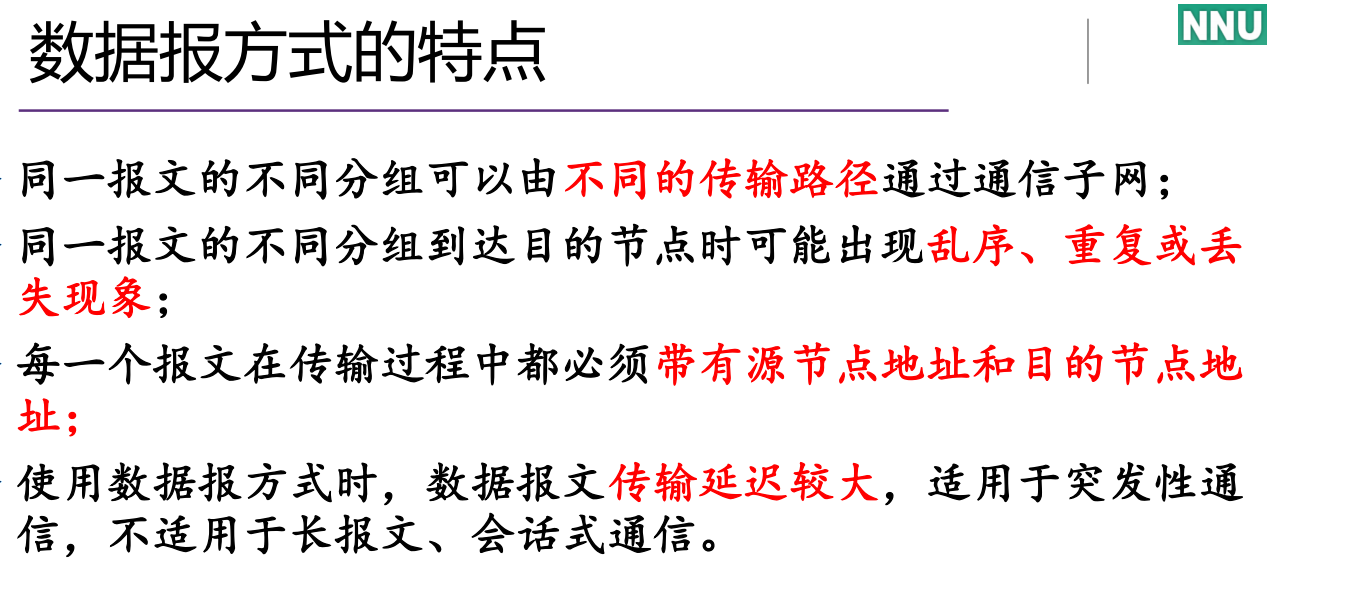 数据报方式的特点
NNU
同一报文的不同分组可以由不同的传输路径通过通信子网；
同一报文的不同分组到达目的节点时可能出现乱序、重复或丢
失现象；
每一个报文在传输过程中都必须带有源节点地址和目的节点地
址；
使用数据报方式时，数据报文传输延迟较大，适用于突发性通
信，不适用于长报文、会话式通信。